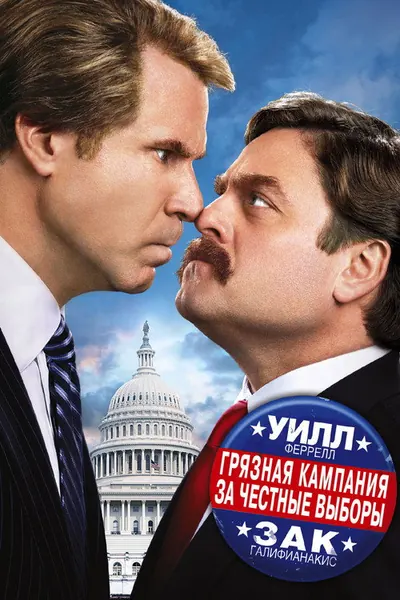 УИЛЛ
ФЕРРЕЛЛ
ГРЯЗНАЯ КАМПАНИЯ
ЗА ЧЕСТНЫЕ ВЫБОРЫ
ЗАК
ГАЛИФИАНАКИС